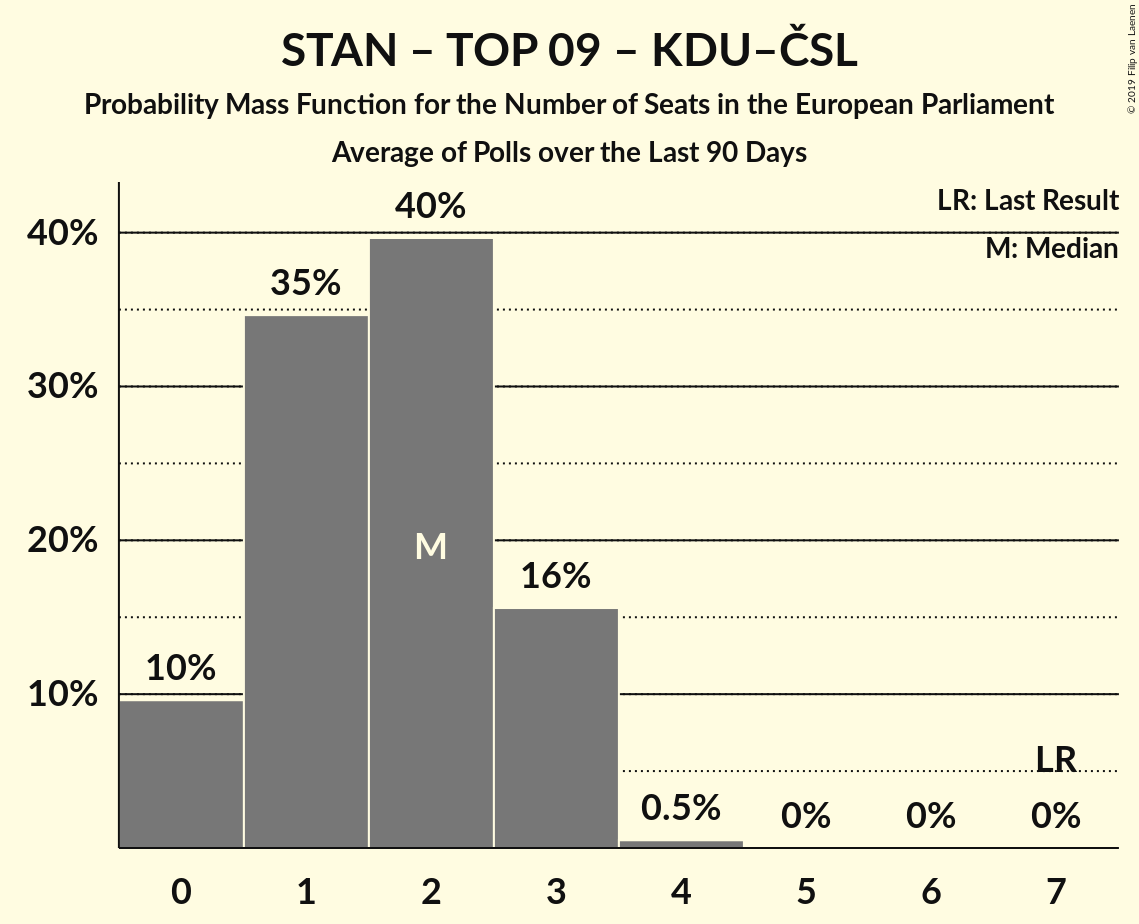 STAN – TOP 09 – KDU–ČSL
Probability Mass Function for the Number of Seats in the European Parliament
Average of Polls over the Last 90 Days
© 2019 Filip van Laenen
LR: Last Result
M: Median
40%
30%
20%
10%
10%
35%
40%
M
16%
0.5%
0%
0%
LR
0%
0 1 2 3 4 5 6 7